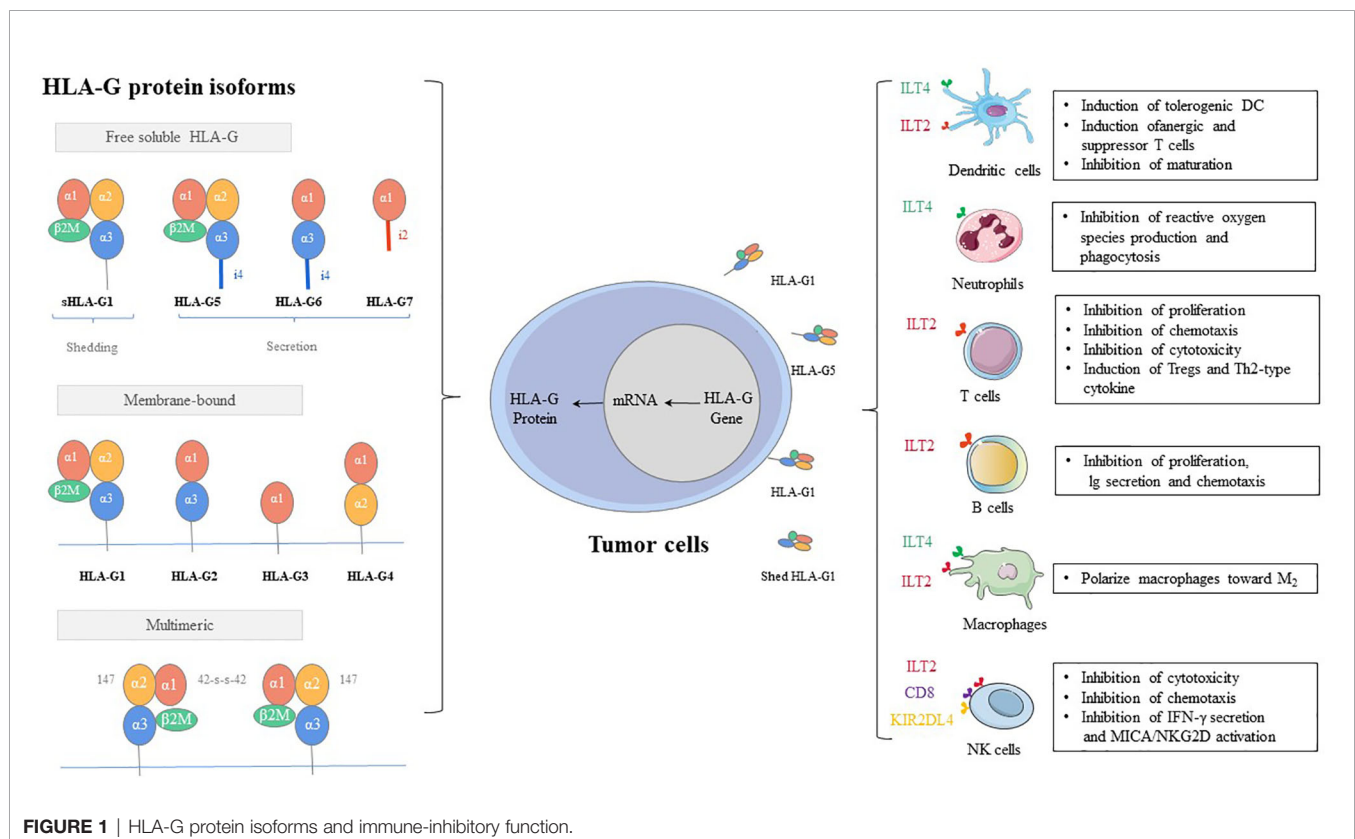 HLA-G protein isoforms
Free soluble HLA-G
α1
α2
β2M
α3
sHLA-G1
α1
α2
β2M
α3
i4
HLA-G5
α1
α3
i4
HLA-G6
α1
i2
HLA-G7
Shedding
Secretion
Membrane-bound
α1
α2
β2M
α3
HLA-G1
α1
α3
HLA-G2
α1
HLA-G3
α1
α2
HLA-G4
Multimeric
147
α2
α1
α3
β2M
42-s-s-42
α1
α2
β2M
α3
147
HLA-G
Protein
mRNA
HLA-G
Gene
Tumor cells
HLA-G1
HLA-G5
HLA-G1
Shed HLA-G1
ILT4
ILT2
Dendritic cells
• Induction of tolerogenic DC
• Induction ofanergic and
suppressor T cells
• Inhibition of maturation
ILT4
Neutrophils
• Inhibition of reactive oxygen
species production and
phagocytosis
ILT2
T cells
• Inhibition of proliferation
• Inhibition of chemotaxis
• Inhibition of cytotoxicity
• Induction of Tregs and Th2-type
cytokine
ILT2
B cells
• Inhibition of proliferation,
lg secretion and chemotaxis
ILT4
ILT2
Macrophages
• Polarize macrophages toward M₂
ILT2
CD8
KIR2DL4
NK cells
• Inhibition of cytotoxicity
• Inhibition of chemotaxis
• Inhibition of IFN-γ secretion
and MICA/NKG2D activation
FIGURE 1 | HLA-G protein isoforms and immune-inhibitory function.